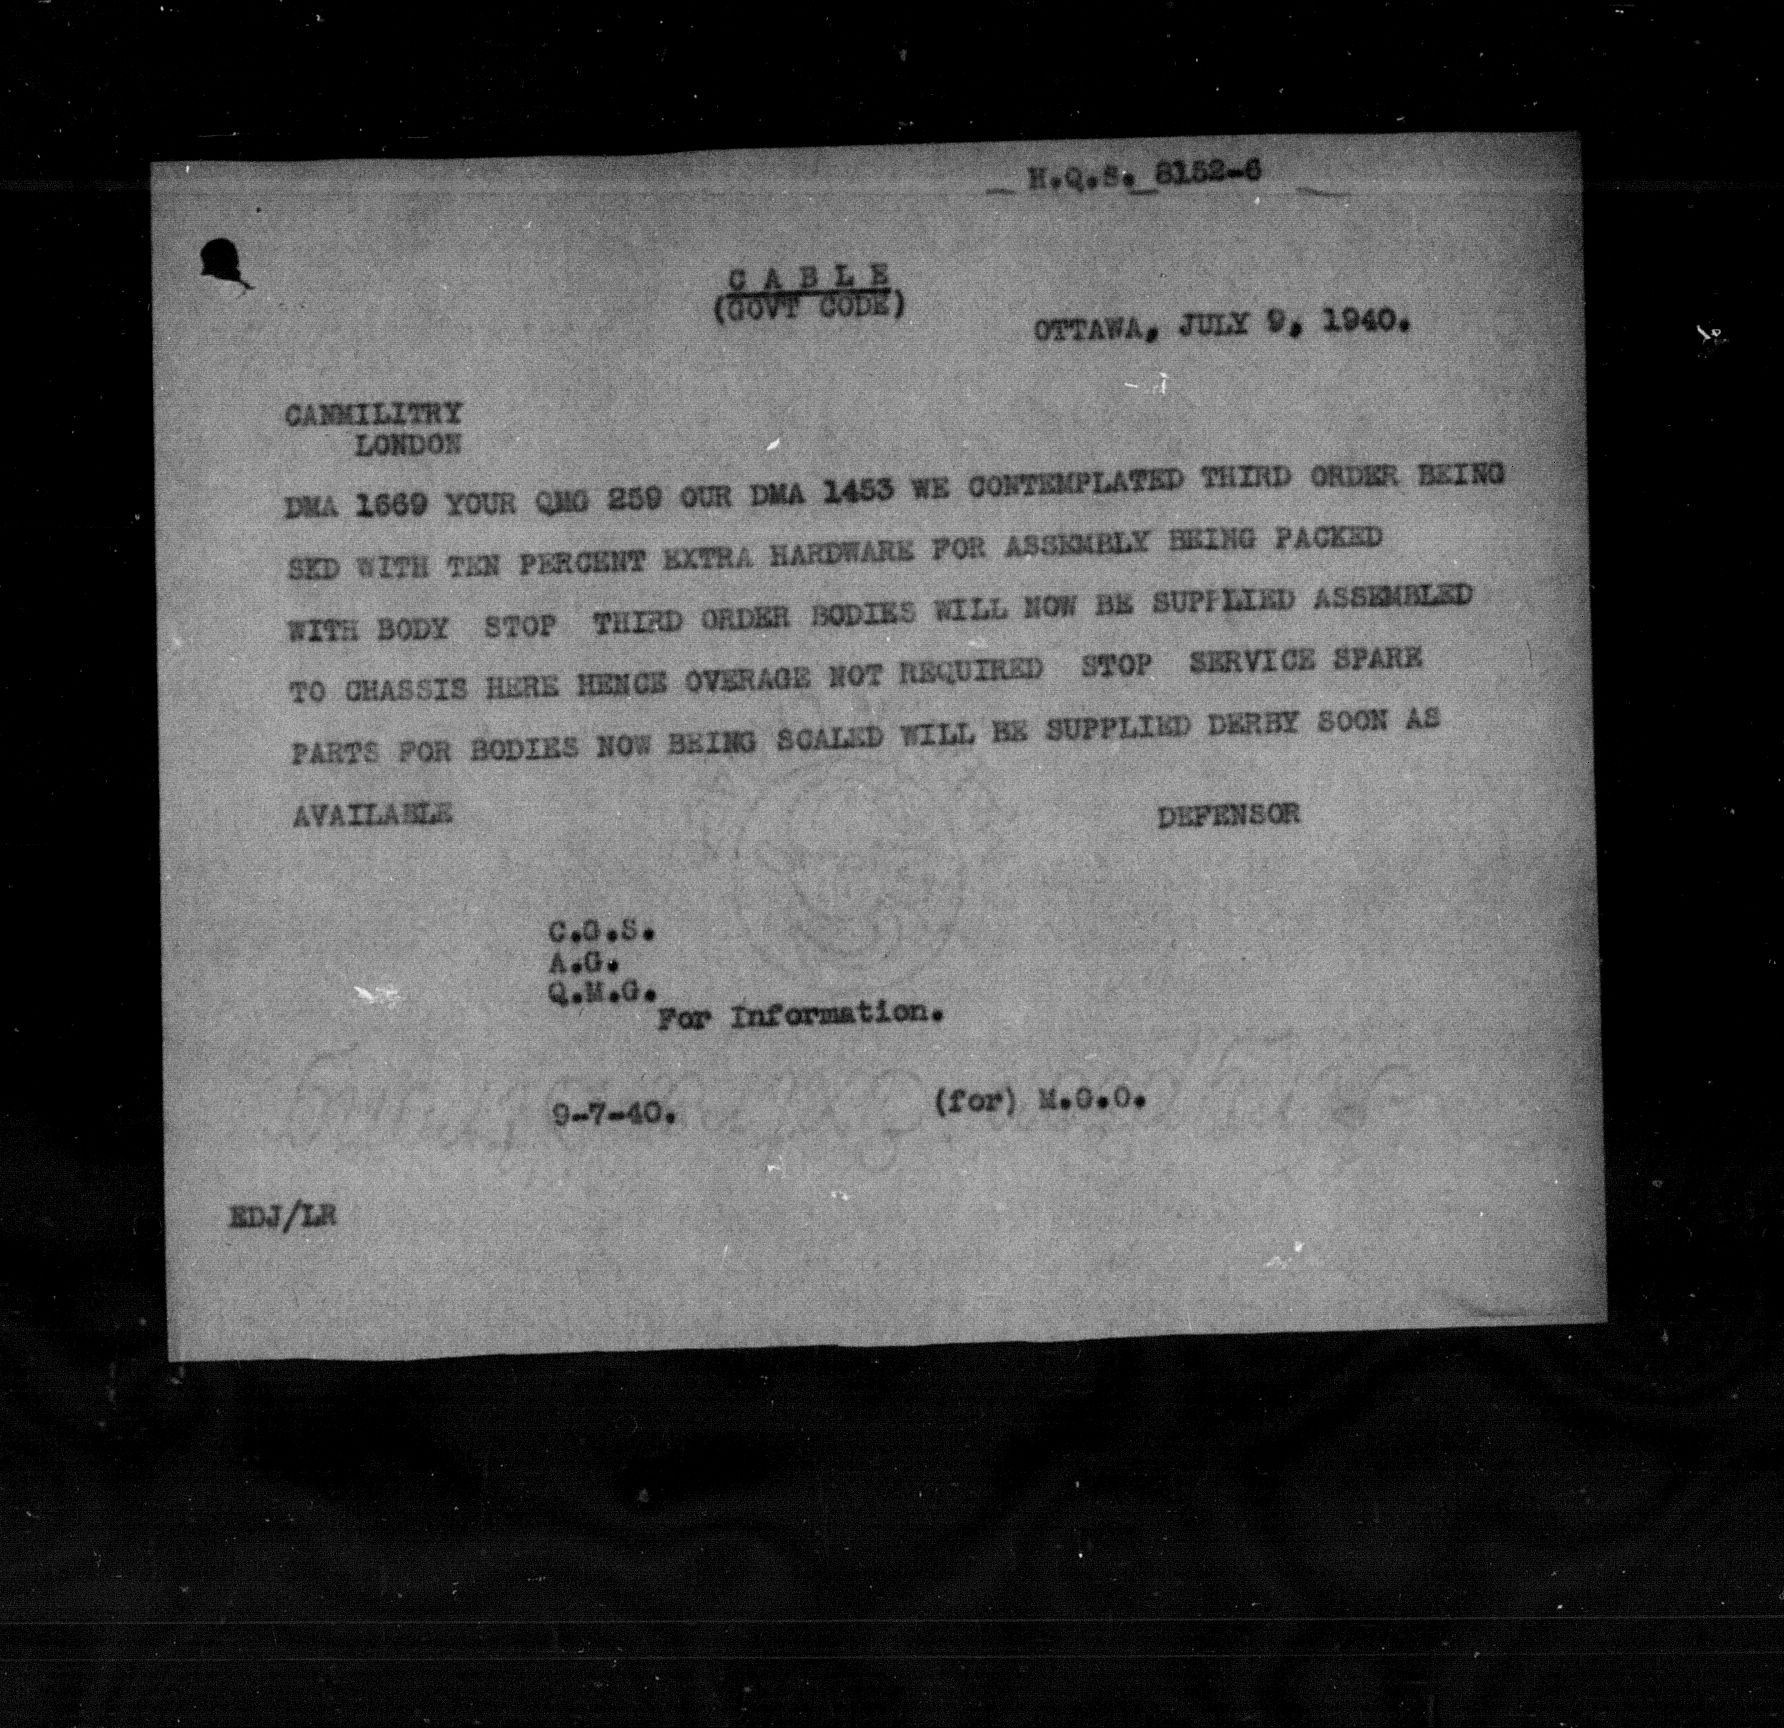 H.Q.S. 8152-6
C A B L E
(GOVT CODE)
OTTAWA, JULY 9, 1940.
CANMILITRY
LONDON
DMA 1669 YOUR QMG 259 OUR DMA 1453 WE CONTEMPLATED THIRD ORDER BEING
SKD WITH TEN PERCENT EXTRA HARDWARE FOR ASSEMBLY BEING PACKED
WITH BODY STOP THIRD ORDER BODIES WILL NOW BE SUPPLIED ASSEMBLED
TO CHASSIS HERE HENCE OVERAGE NOT REQUIRED STOP SERVICE SPARE
PARTS FOR BODIES NOW BEING SCALED WILL BE SUPPLIED DERBY SOON AS
AVAILABLE
DEFENSOR
C.G.S.
A.G.
Q.M.G.
For Information.
9-7-40.
(for) M.G.O.
EDJ/LR